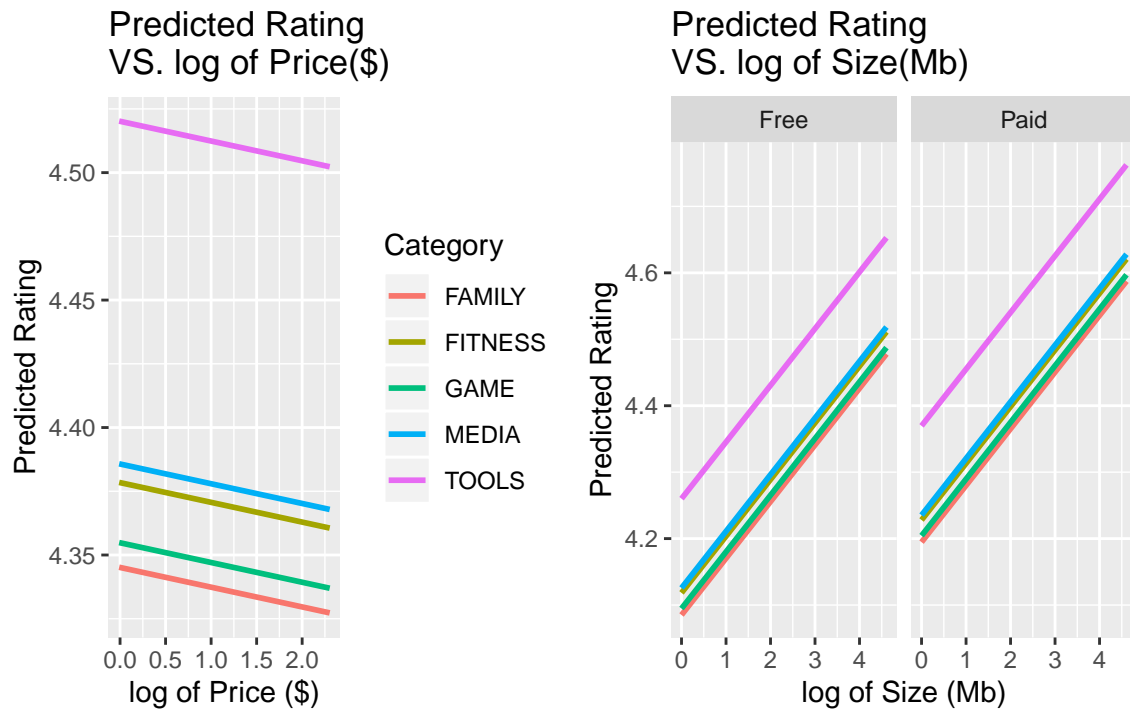 Predicted Rating
VS. log of Price($)
4.50
4.45
4.40
4.35
Predicted Rating
0.0 0.5 1.0 1.5 2.0
log of Price ($)
Category
FAMILY
FITNESS
GAME
MEDIA
TOOLS
Predicted Rating
VS. log of Size(Mb)
Free Paid
4.6
4.4
4.2
Predicted Rating
0 1 2 3 4 0 1 2 3 4
log of Size (Mb)